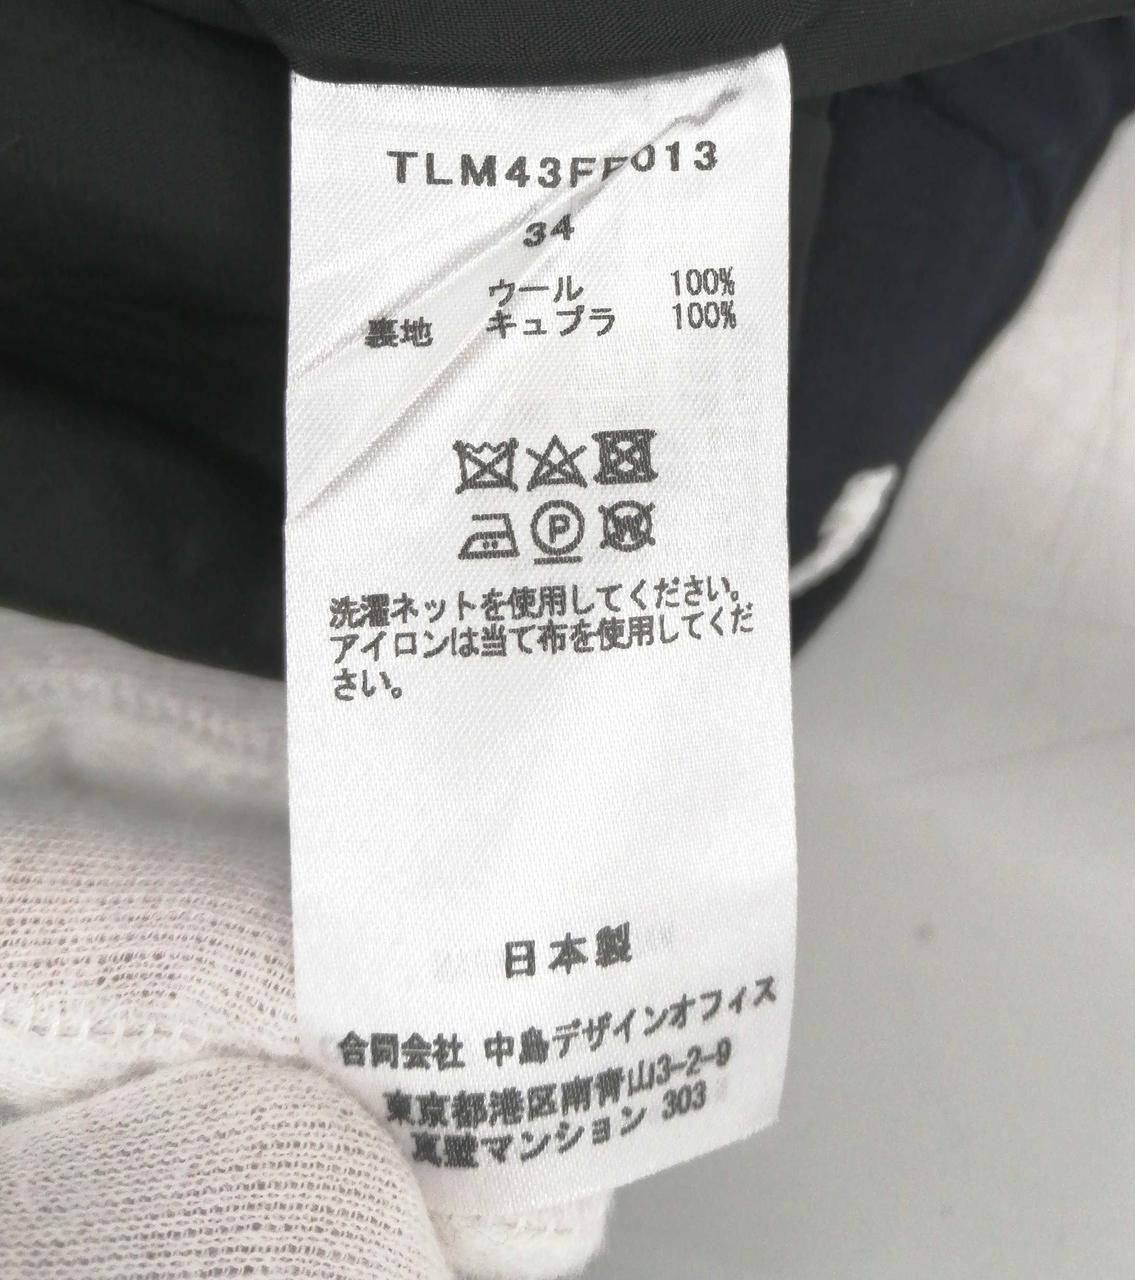 TLM43FF013
34
ウール 100%
裏地 キュプラ 100%
P
W
洗濯ネットを使用してください。
アイロンは当て布を使用してくだ
さい。
日本製
合同会社 中島デザインオフィス
東京都港区南青山3-2-9
真壁マンション 303